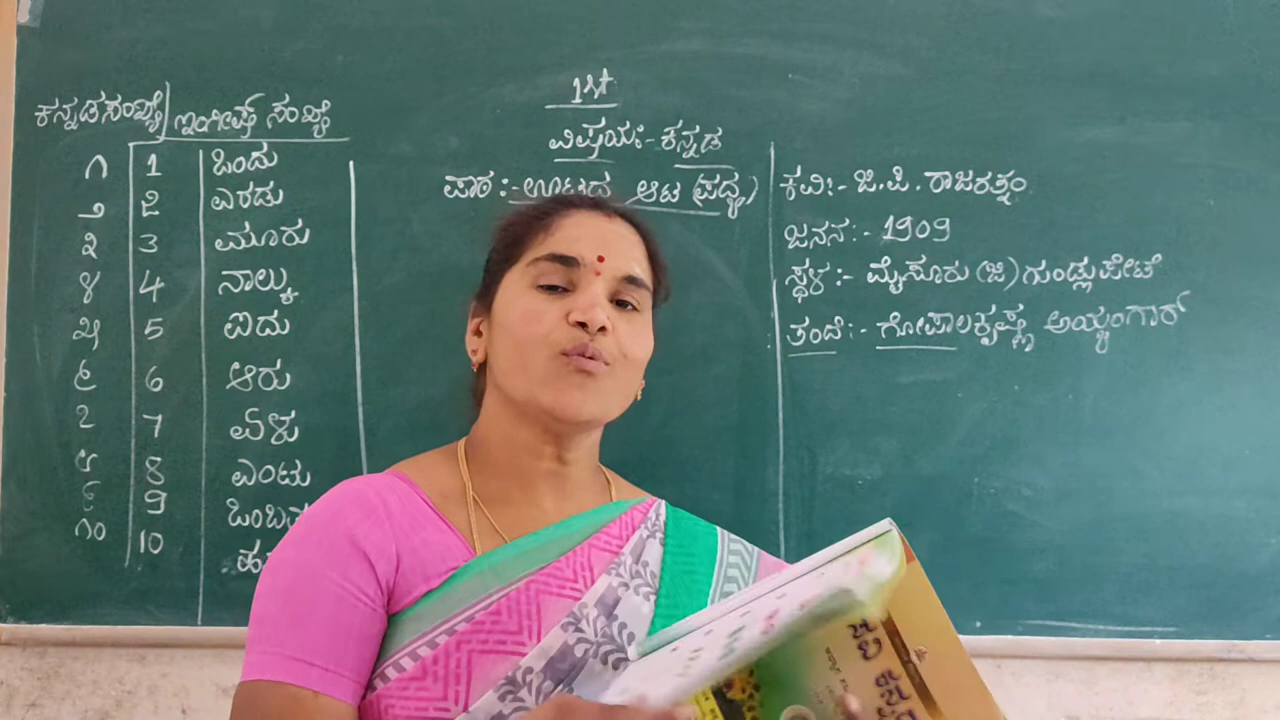 ಕನ್ನಡ ಸಂಖ್ಯೆ ಇಂಗ್ಲೀಷ್ ಸಂಖ್ಯೆ
೧ 1 ಒಂದು
೨ 2 ಎರಡು
೩ 3 ಮೂರು
೪ 4 ನಾಲ್ಕು
೫ 5 ಐದು
೬ 6 ಆರು
೭ 7 ಏಳು
೮ 8 ಎಂಟು
೯ 9
೧೦ 10
1st
ವಿಷಯ:- ಕನ್ನಡ
ಪಾಠ:- ಊಟದ ಆಟ (ಪದ್ಯ)
ಕವಿ:- ಜಿ.ಪಿ. ರಾಜರತ್ನಂ
ಜನನ:- 1909
ಸ್ಥಳ:- ಮೈಸೂರು (ಜಿ) ಗುಂಡ್ಲುಪೇಟೆ
ತಂದೆ:- ಗೋಪಾಲಕೃಷ್ಣ ಅಯ್ಯಂಗಾರ್